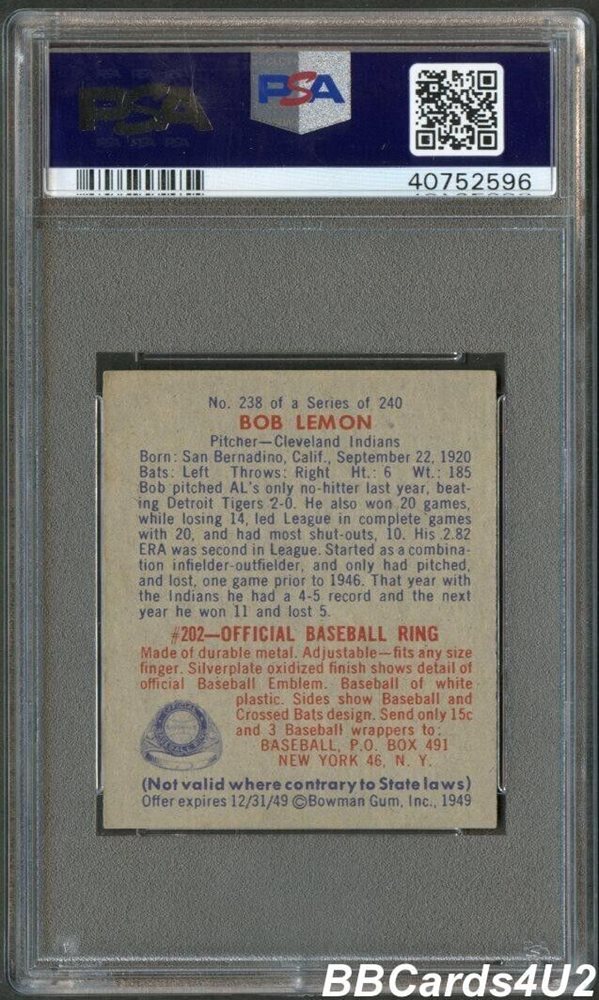 PSA
PSA
40752596
No. 238 of a Series of 240
BOB LEMON
Pitcher—Cleveland Indians
Born: San Bernadino, Calif., September 22, 1920
Bats: Left Throws: Right Ht.: 6 Wt.: 185
Bob pitched AL's only no-hitter last year, beat-
ing Detroit Tigers 2-0. He also won 20 games,
while losing 14, led League in complete games
with 20, and had most shut-outs, 10. His 2.82
ERA was second in League. Started as a combina-
tion infielder-outfielder, and only had pitched,
and lost, one game prior to 1946. That year with
the Indians he had a 4-5 record and the next
year he won 11 and lost 5.
#202—OFFICIAL BASEBALL RING
Made of durable metal. Adjustable—fits any size
finger. Silverplate oxidized finish shows detail of
official Baseball Emblem. Baseball of white
plastic. Sides show Baseball and
Crossed Bats design. Send only 15c
and 3 Baseball wrappers to:
BASEBALL, P.O. BOX 491
NEW YORK 46, N. Y.
(Not valid where contrary to State laws)
Offer expires 12/31/49 ©Bowman Gum, Inc., 1949
BBCards4U2